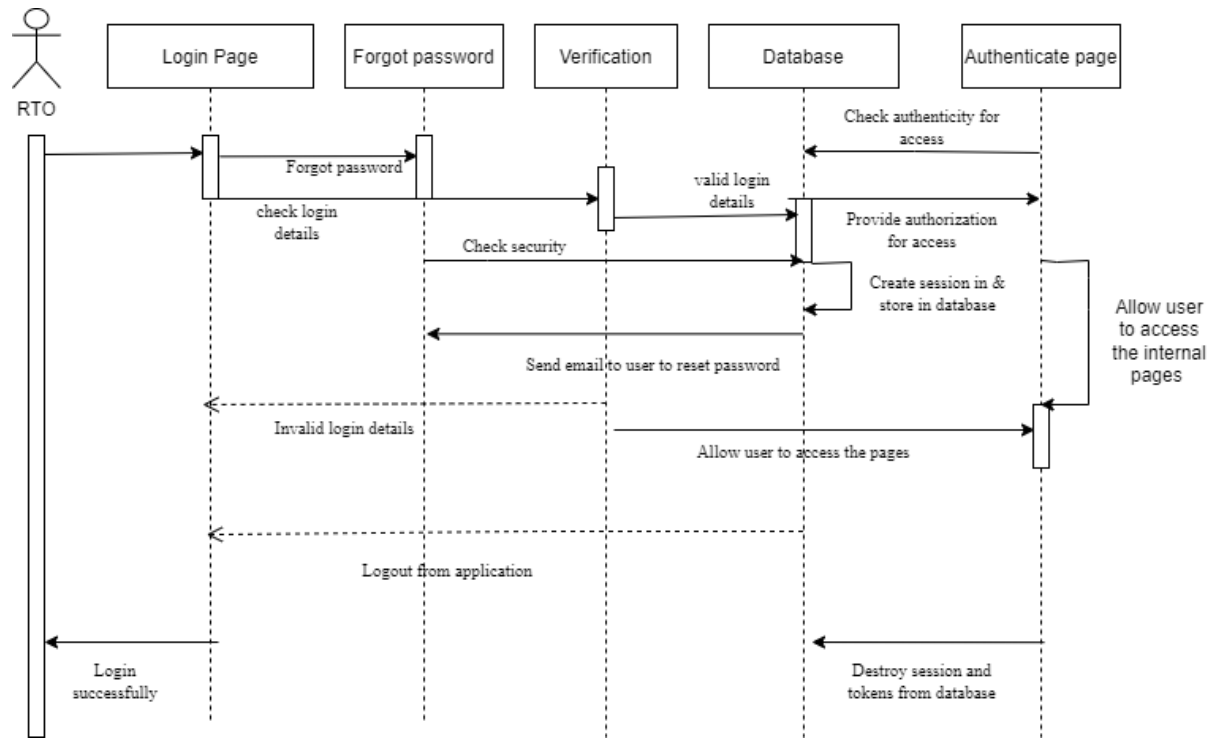 Login Page
Forgot password
Verification
Database
Authenticate page
RTO
Check authenticity for
access
Forgot password
valid login
details
check login
details
Provide authorization
for access
Check security
Create session in &
store in database
Allow user
to access
the internal
pages
Send email to user to reset password
Invalid login details
Allow user to access the pages
Logout from application
Login
successfully
Destroy session and
tokens from database